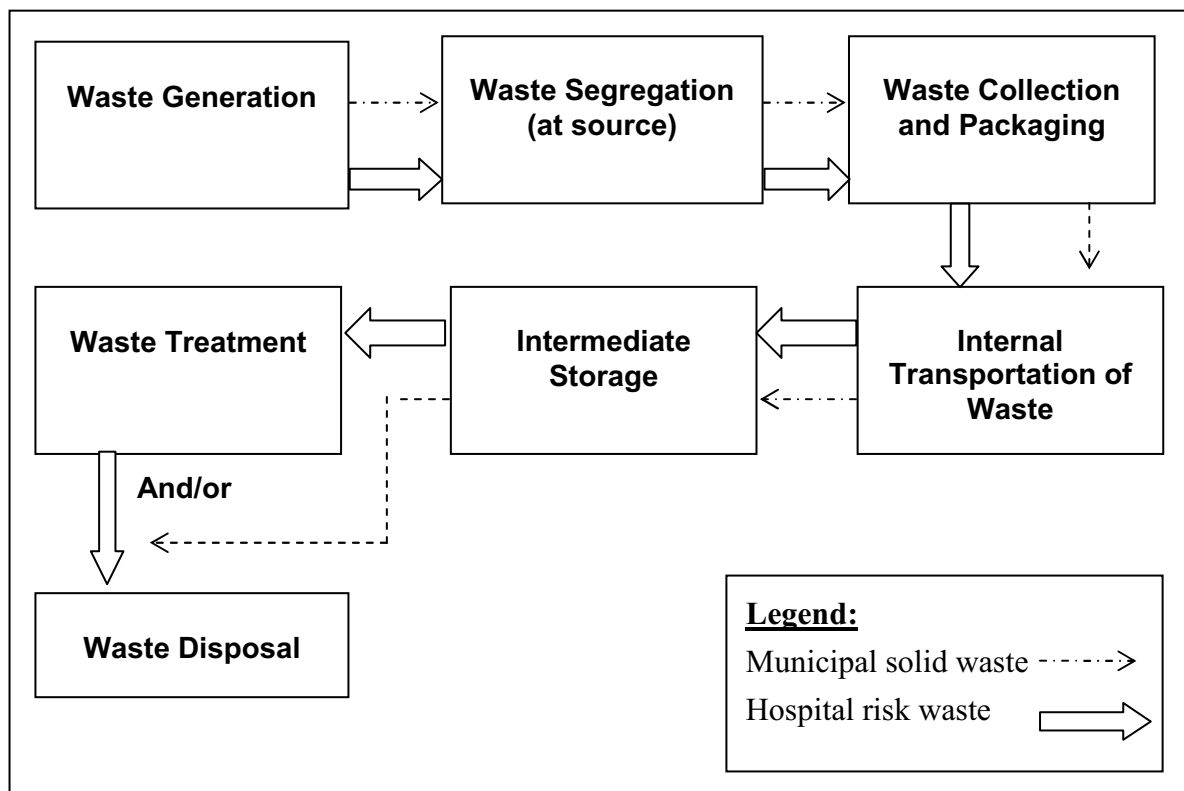 Waste Generation
Waste Segregation
(at source)
Waste Collection
and Packaging
Waste Treatment
Intermediate
Storage
Internal
Transportation of
Waste
And/or
Waste Disposal
Legend:
Municipal solid waste
Hospital risk waste